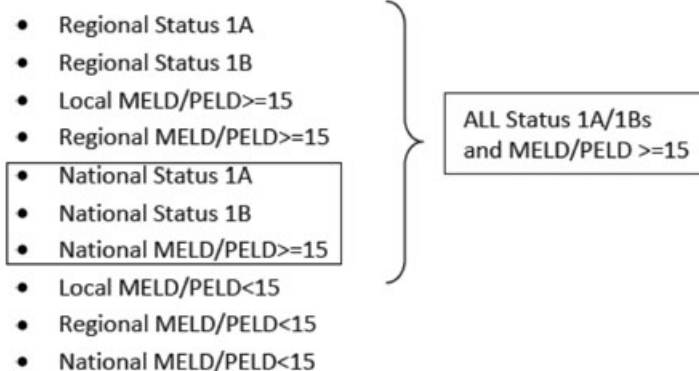 • Regional Status 1A
• Regional Status 1B
• Local MELD/PELD>=15
• Regional MELD/PELD>=15
• National Status 1A
• National Status 1B
• National MELD/PELD>=15
• Local MELD/PELD<15
• Regional MELD/PELD<15
• National MELD/PELD<15
ALL Status 1A/1Bs
and MELD/PELD >=15